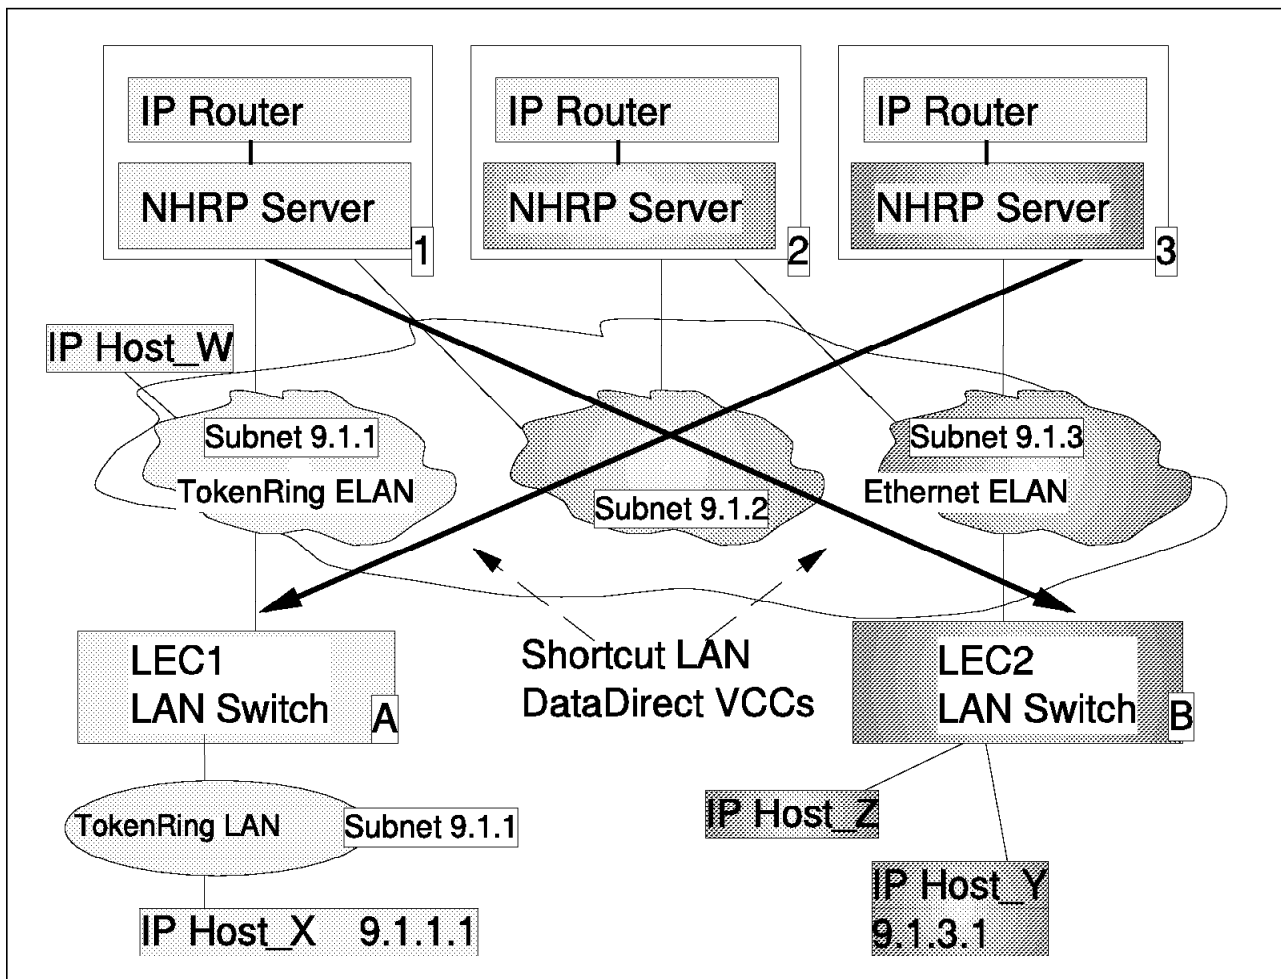 IP Router
NHRP Server
1
IP Router
NHRP Server
2
IP Router
NHRP Server
3
IP Host_W
Subnet 9.1.1
TokenRing ELAN
Subnet 9.1.2
Subnet 9.1.3
Ethernet ELAN
LEC1
LAN Switch
A
Shortcut LAN
DataDirect VCCs
LEC2
LAN Switch
B
TokenRing LAN
Subnet 9.1.1
IP Host_X 9.1.1.1
IP Host_Z
IP Host_Y
9.1.3.1